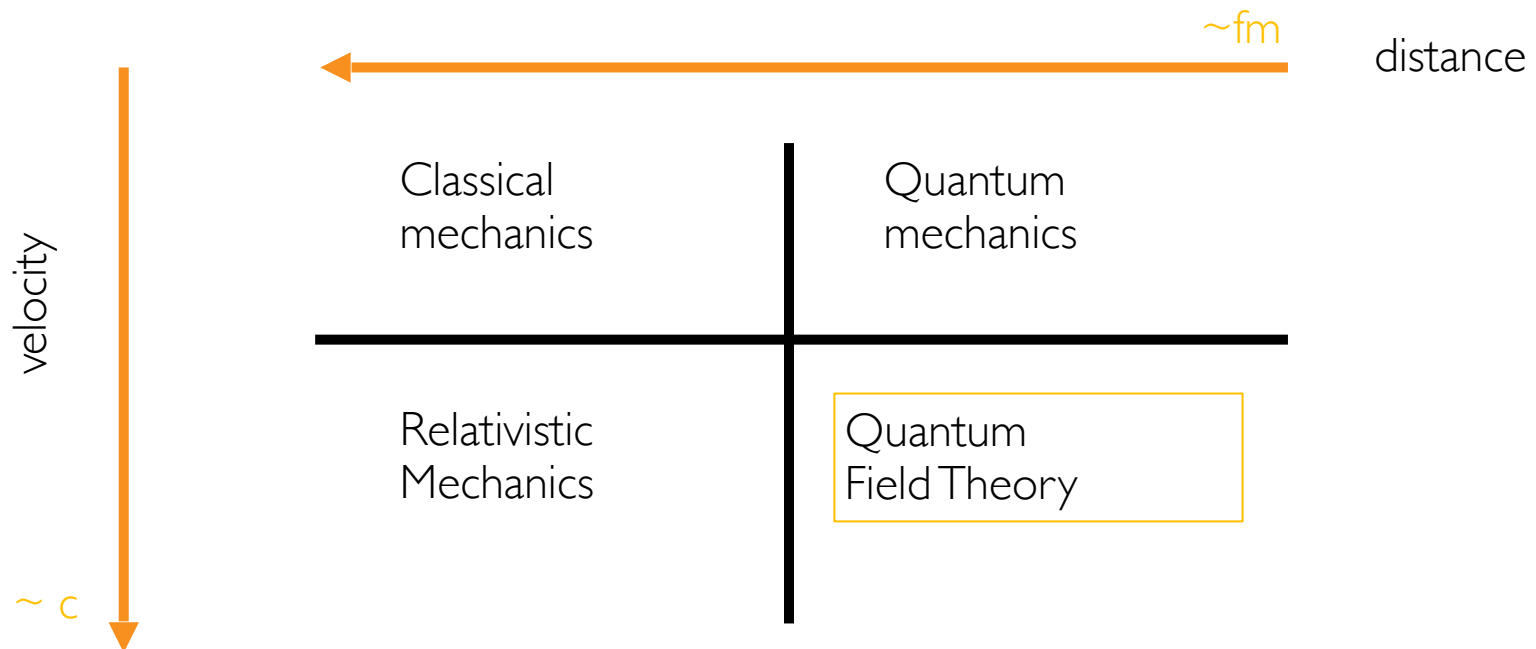 ~fm
distance
Classical
mechanics
Quantum
mechanics
velocity
Relativistic
Mechanics
Quantum
Field Theory
~ c